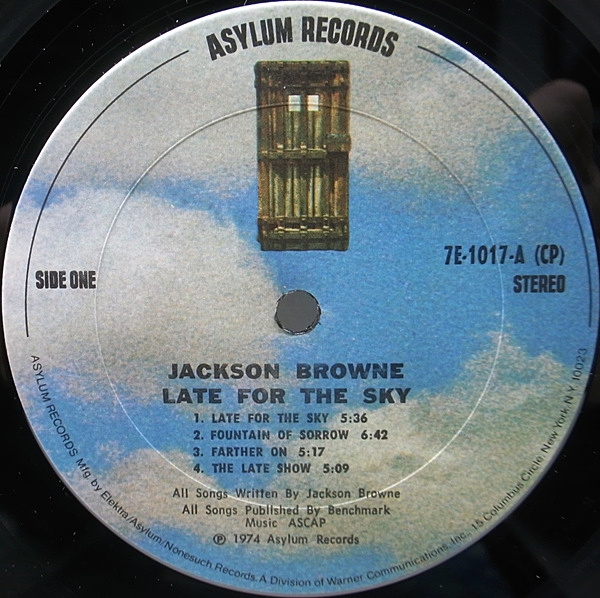 ASYLUM RECORDS
7E-1017-A (CP)
SIDE ONE
STEREO
JACKSON BROWNE
LATE FOR THE SKY
1. LATE FOR THE SKY 5:36
2. FOUNTAIN OF SORROW 6:42
3. FARTHER ON 5:17
4. THE LATE SHOW 5:09
All Songs Written By Jackson Browne
All Songs Published By Benchmark
Music ASCAP
℗ 1974 Asylum Records
ASYLUM RECORDS Mfg. by Elektra/Asylum/Nonesuch Records. A Division of Warner Communications, Inc. 15 Columbus Circle, New York N.Y. 10023